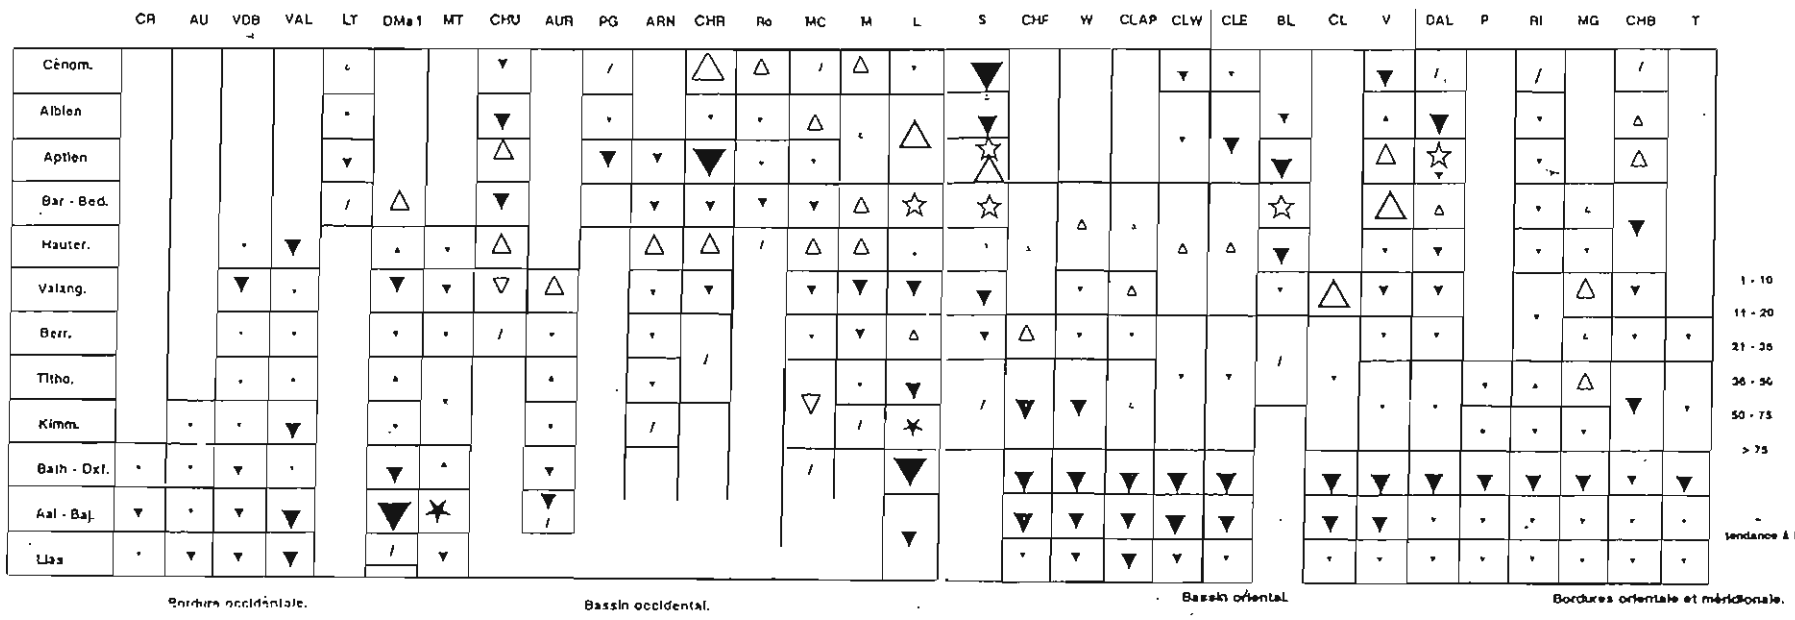 CR AU VDB VAL LT DMa1 MT CHU AUR PG ARN CHR Ro MC M L S CHF W CLAP CLW CLE BL CL V DAL P RI MG CHB T
Cénom.
Albien
Aptien
Bar - Bed.
Hauter.
Valang.
1 - 10
11 - 20
Berr.
21 - 35
Titho.
36 - 50
50 - 75
Kimm.
> 75
Bath - Oxf.
Aal - Baj.
tendance à
Lias
Bordure occidentale.
Bassin occidental.
Bassin oriental.
Bordures orientale et méridionale.